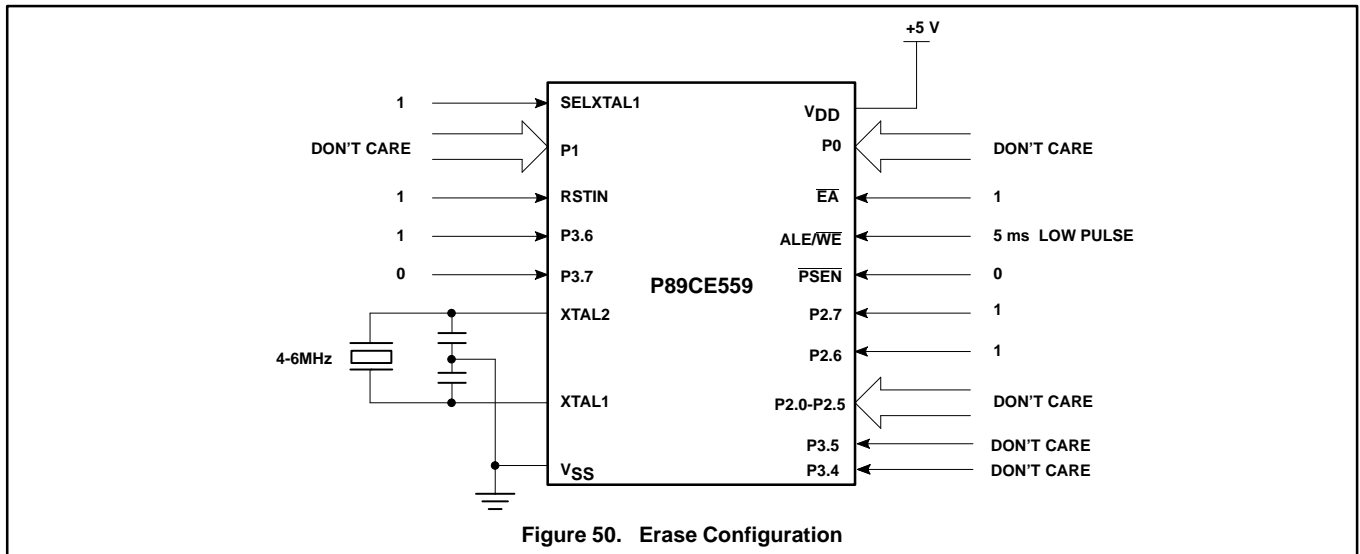 +5 V
1
SELXTAL1
VDD
DON'T CARE
P1
P0
DON'T CARE
1
RSTIN
EA
1
1
P3.6
ALE/WE
5 ms LOW PULSE
0
P3.7
PSEN
0
P89CE559
XTAL2
P2.7
1
4-6MHz
P2.6
1
XTAL1
P2.0-P2.5
DON'T CARE
P3.5
DON'T CARE
VSS
P3.4
DON'T CARE
Figure 50. Erase Configuration